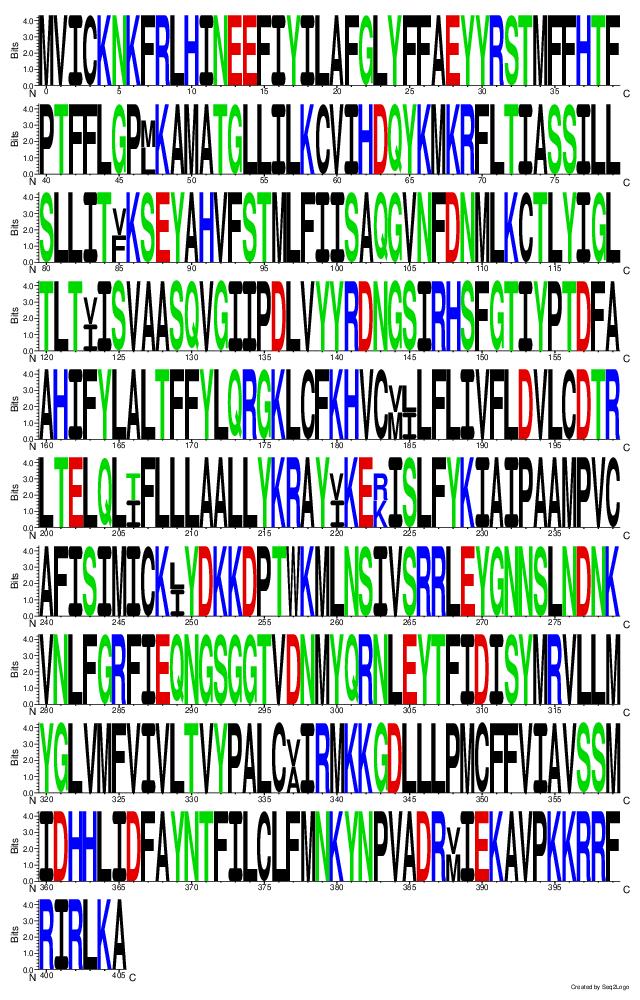 Bits 4.0 3.0 2.0 1.0 0.0 MVICKNKFRLHINEEFIYILAFGLYFFAEYYRSTMFFHTF
N 0 5 10 15 20 25 30 35 C
Bits 4.0 3.0 2.0 1.0 0.0 PTFFLGPMKAMATGLLILKCVIHDQYKMKRFLTIASSILL
L
N 40 45 50 55 60 65 70 75 C
Bits 4.0 3.0 2.0 1.0 0.0 SLLITVKSEYAHVFSTMLFIISAQGVNFDNMLKCTLYIGL
F
N 80 85 90 95 100 105 110 115 C
Bits 4.0 3.0 2.0 1.0 0.0 TLTVISVAASQVGIIPDLVYYRDNGSIRHSFGTIYPTDFA
I
N 120 125 130 135 140 145 150 155 C
Bits 4.0 3.0 2.0 1.0 0.0 AHIFYLALTFFYLQRGKLCFKHVCVLLFLIVFLDVLCDTR
M I
N 160 165 170 175 180 185 190 195 C
Bits 4.0 3.0 2.0 1.0 0.0 LTELQLTFLLLAALLYKRAYVKERISLFYKIAIPAAMPVC
I I K
N 200 205 210 215 220 225 230 235 C
Bits 4.0 3.0 2.0 1.0 0.0 AFISIMICKLYDKKDPTWKMLNSIVSRRLEYGNNSLNDNK
I
N 240 245 250 255 260 265 270 275 C
Bits 4.0 3.0 2.0 1.0 0.0 VNLFGRFIEQNGSGGTVDNMYQRNLEYTFIDISYMRVLLM
N 280 285 290 295 300 305 310 315 C
Bits 4.0 3.0 2.0 1.0 0.0 YGLVMFVIVLTVYPALCVIRMKKGDLLLPMCFFVIAVSSM
A
N 320 325 330 335 340 345 350 355 C
Bits 4.0 3.0 2.0 1.0 0.0 IDHHLIDFAYNTFILCLFMNKYNPVADRVIEKAVPKKRRF
M
N 360 365 370 375 380 385 390 395 C
Bits 4.0 3.0 2.0 1.0 0.0 RIRLKA
N 400 405 C
Created by Seq2Logo